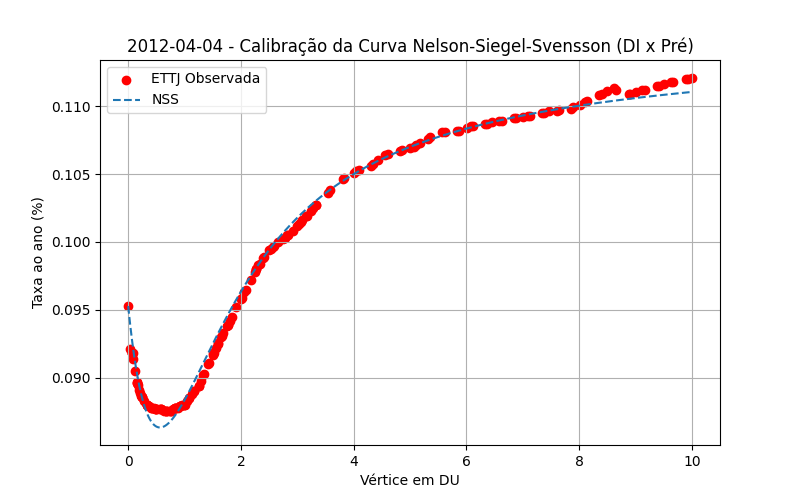 2012-04-04 - Calibração da Curva Nelson-Siegel-Svensson (DI x Pré)
ETTJ Observada
NSS
Taxa ao ano (%)
0.110
0.105
0.100
0.095
0.090
0 2 4 6 8 10
Vértice em DU